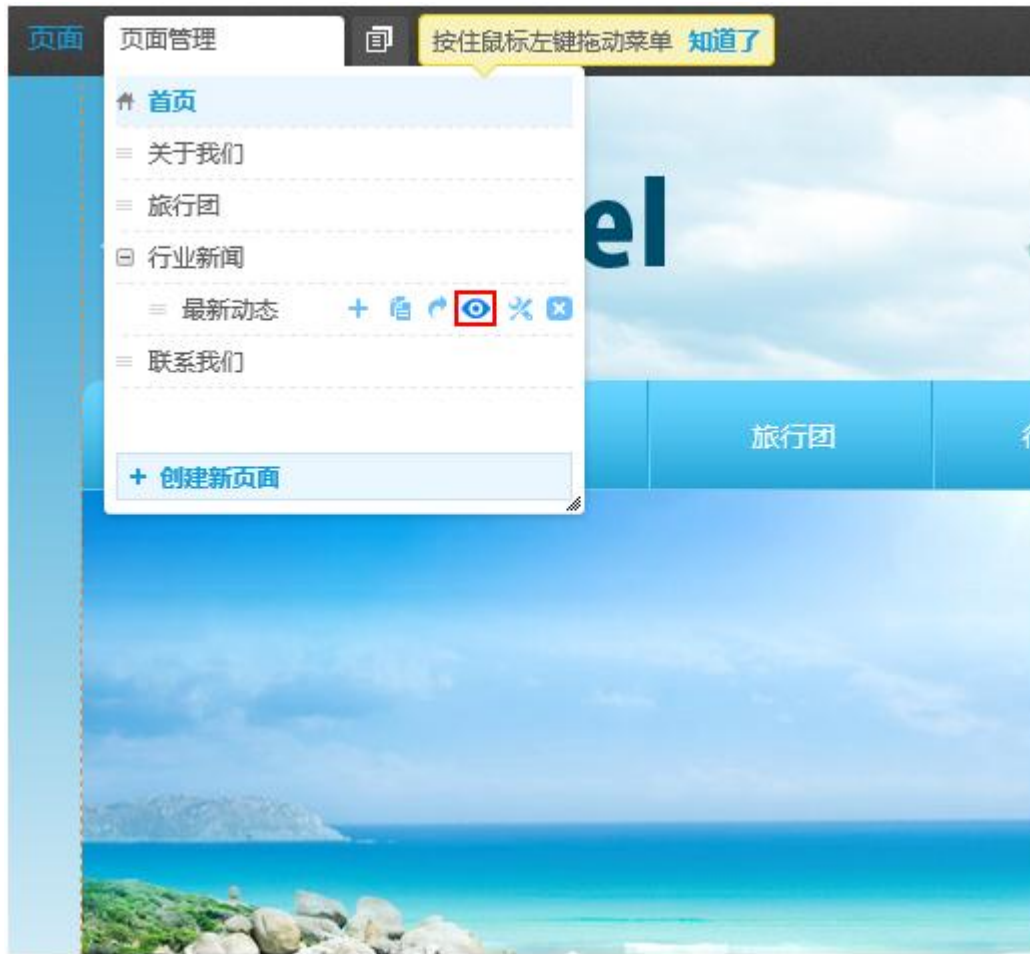 页面 页面管理 按住鼠标左键拖动菜单 知道了
首页
关于我们
旅行团
行业新闻
最新动态
联系我们
+ 创建新页面
el
旅行团